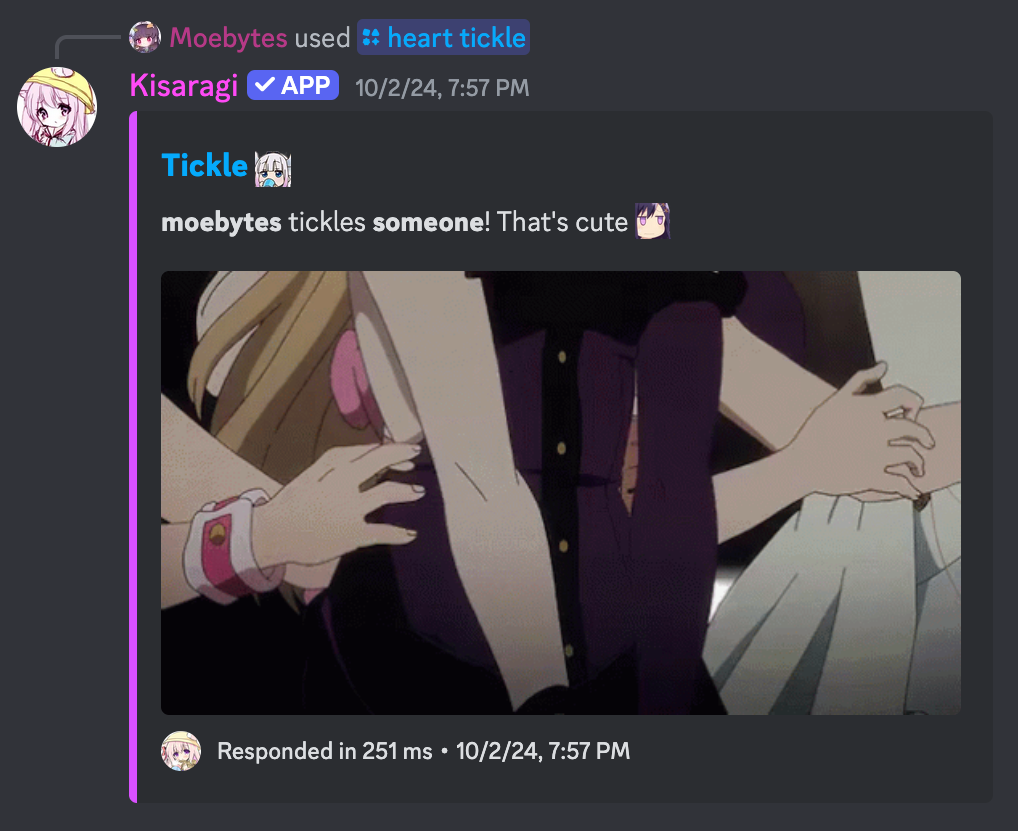 Moebytes used heart tickle
Kisaragi ✓ APP 10/2/24, 7:57 PM
Tickle
moebytes tickles someone! That's cute
Responded in 251 ms • 10/2/24, 7:57 PM